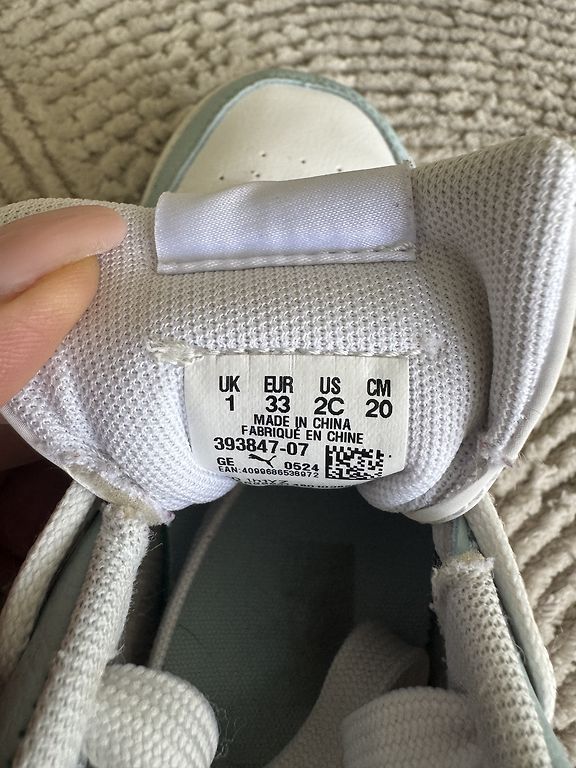 UK EUR US CM
1 33 2C 20
MADE IN CHINA
FABRIQUÉ EN CHINE
393847-07
GE 0524
EAN:4099686536972